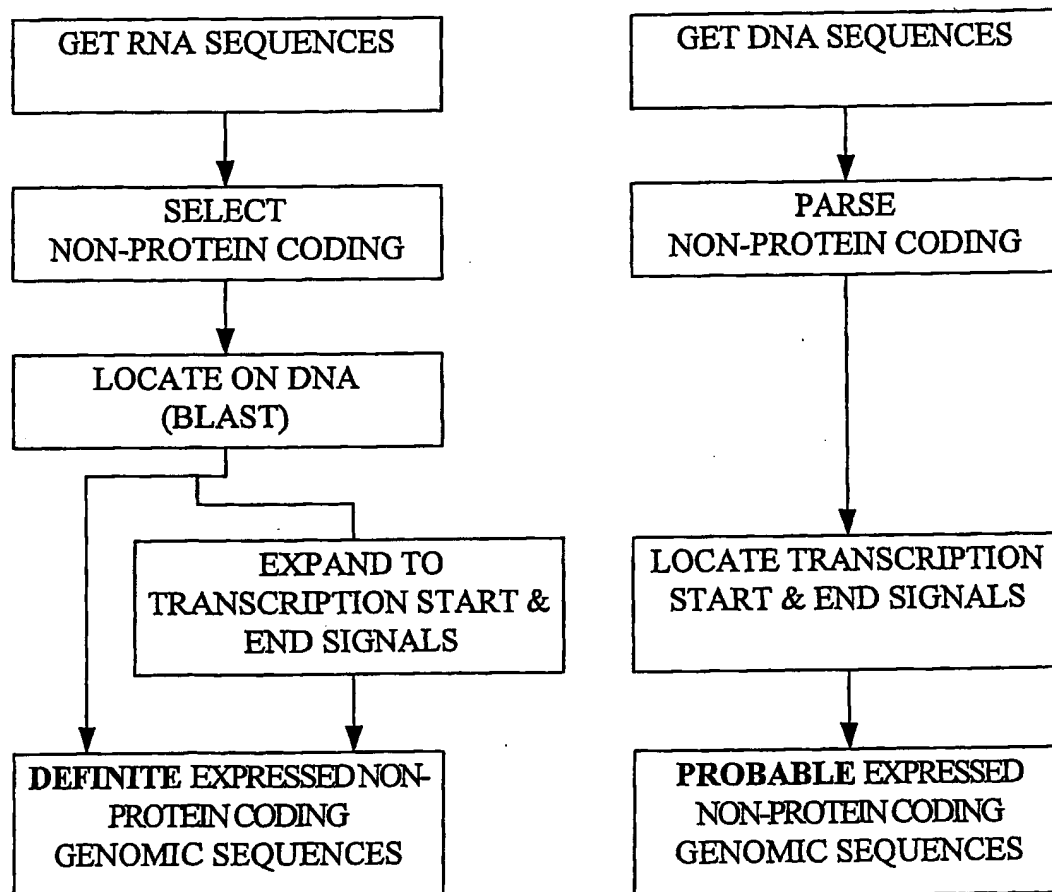 GET RNA SEQUENCES
SELECT
NON-PROTEIN CODING
LOCATE ON DNA
(BLAST)
EXPAND TO
TRANSCRIPTION START &
END SIGNALS
DEFINITE EXPRESSED NON-
PROTEIN CODING
GENOMIC SEQUENCES
GET DNA SEQUENCES
PARSE
NON-PROTEIN CODING
LOCATE TRANSCRIPTION
START & END SIGNALS
PROBABLE EXPRESSED
NON-PROTEIN CODING
GENOMIC SEQUENCES